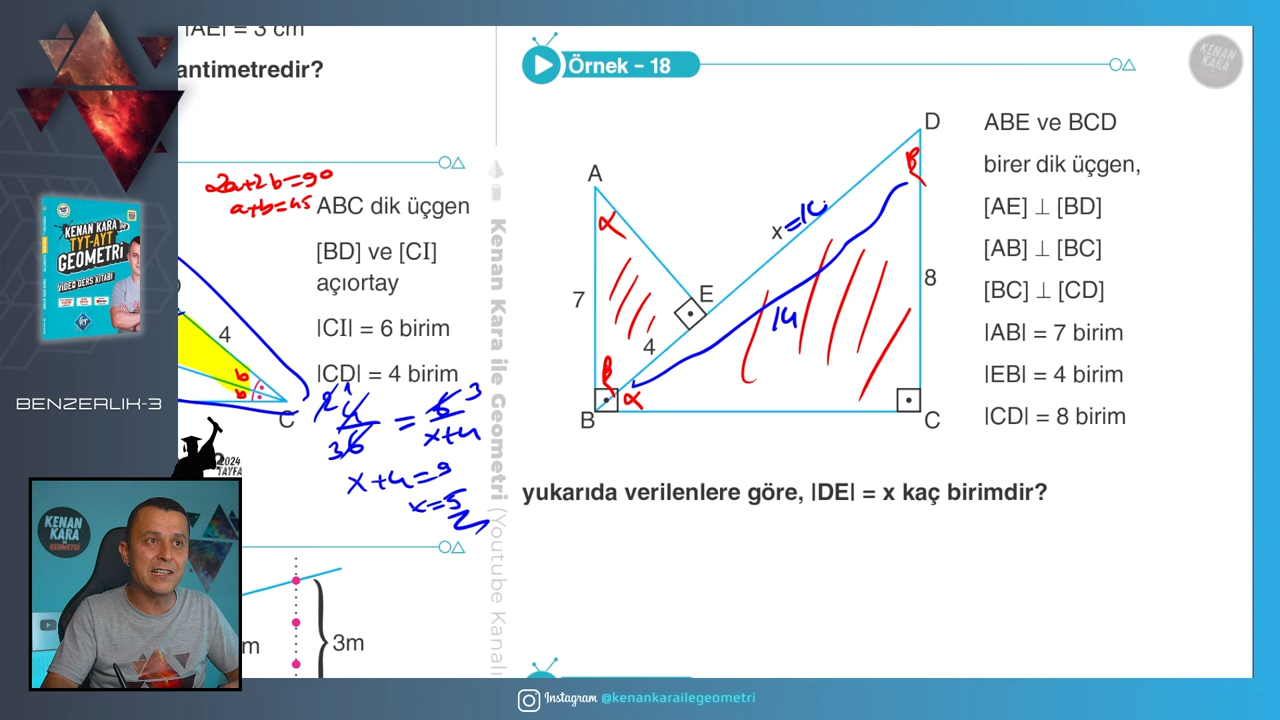 |AE| = 3 cm
antimetredir?
2a+2b=90
a+b=45
ABC dik üçgen
[BD] ve [CI]
açıortay
|CI| = 6 birim
|CD| = 4 birim
4
b
b
C
x+4=9
x=5
3m
m
KENAN KARA
TYT-AYT
GEOMETRİ
VİDEO DERS KİTABI
BENZERLIK-3
2024
TAYFA
KENAN
KARA
GEOMETRİ
Kenan Kara ile Geometri (Youtube Kanalı
Örnek – 18
KENAN
KARA
D
A
β
α
x=10
7
E
8
14
4
β
α
B
C
ABE ve BCD
birer dik üçgen,
[AE] ⊥ [BD]
[AB] ⊥ [BC]
[BC] ⊥ [CD]
|AB| = 7 birim
|EB| = 4 birim
|CD| = 8 birim
yukarıda verilenlere göre, |DE| = x kaç birimdir?
Instagram @kenankarailegeometri